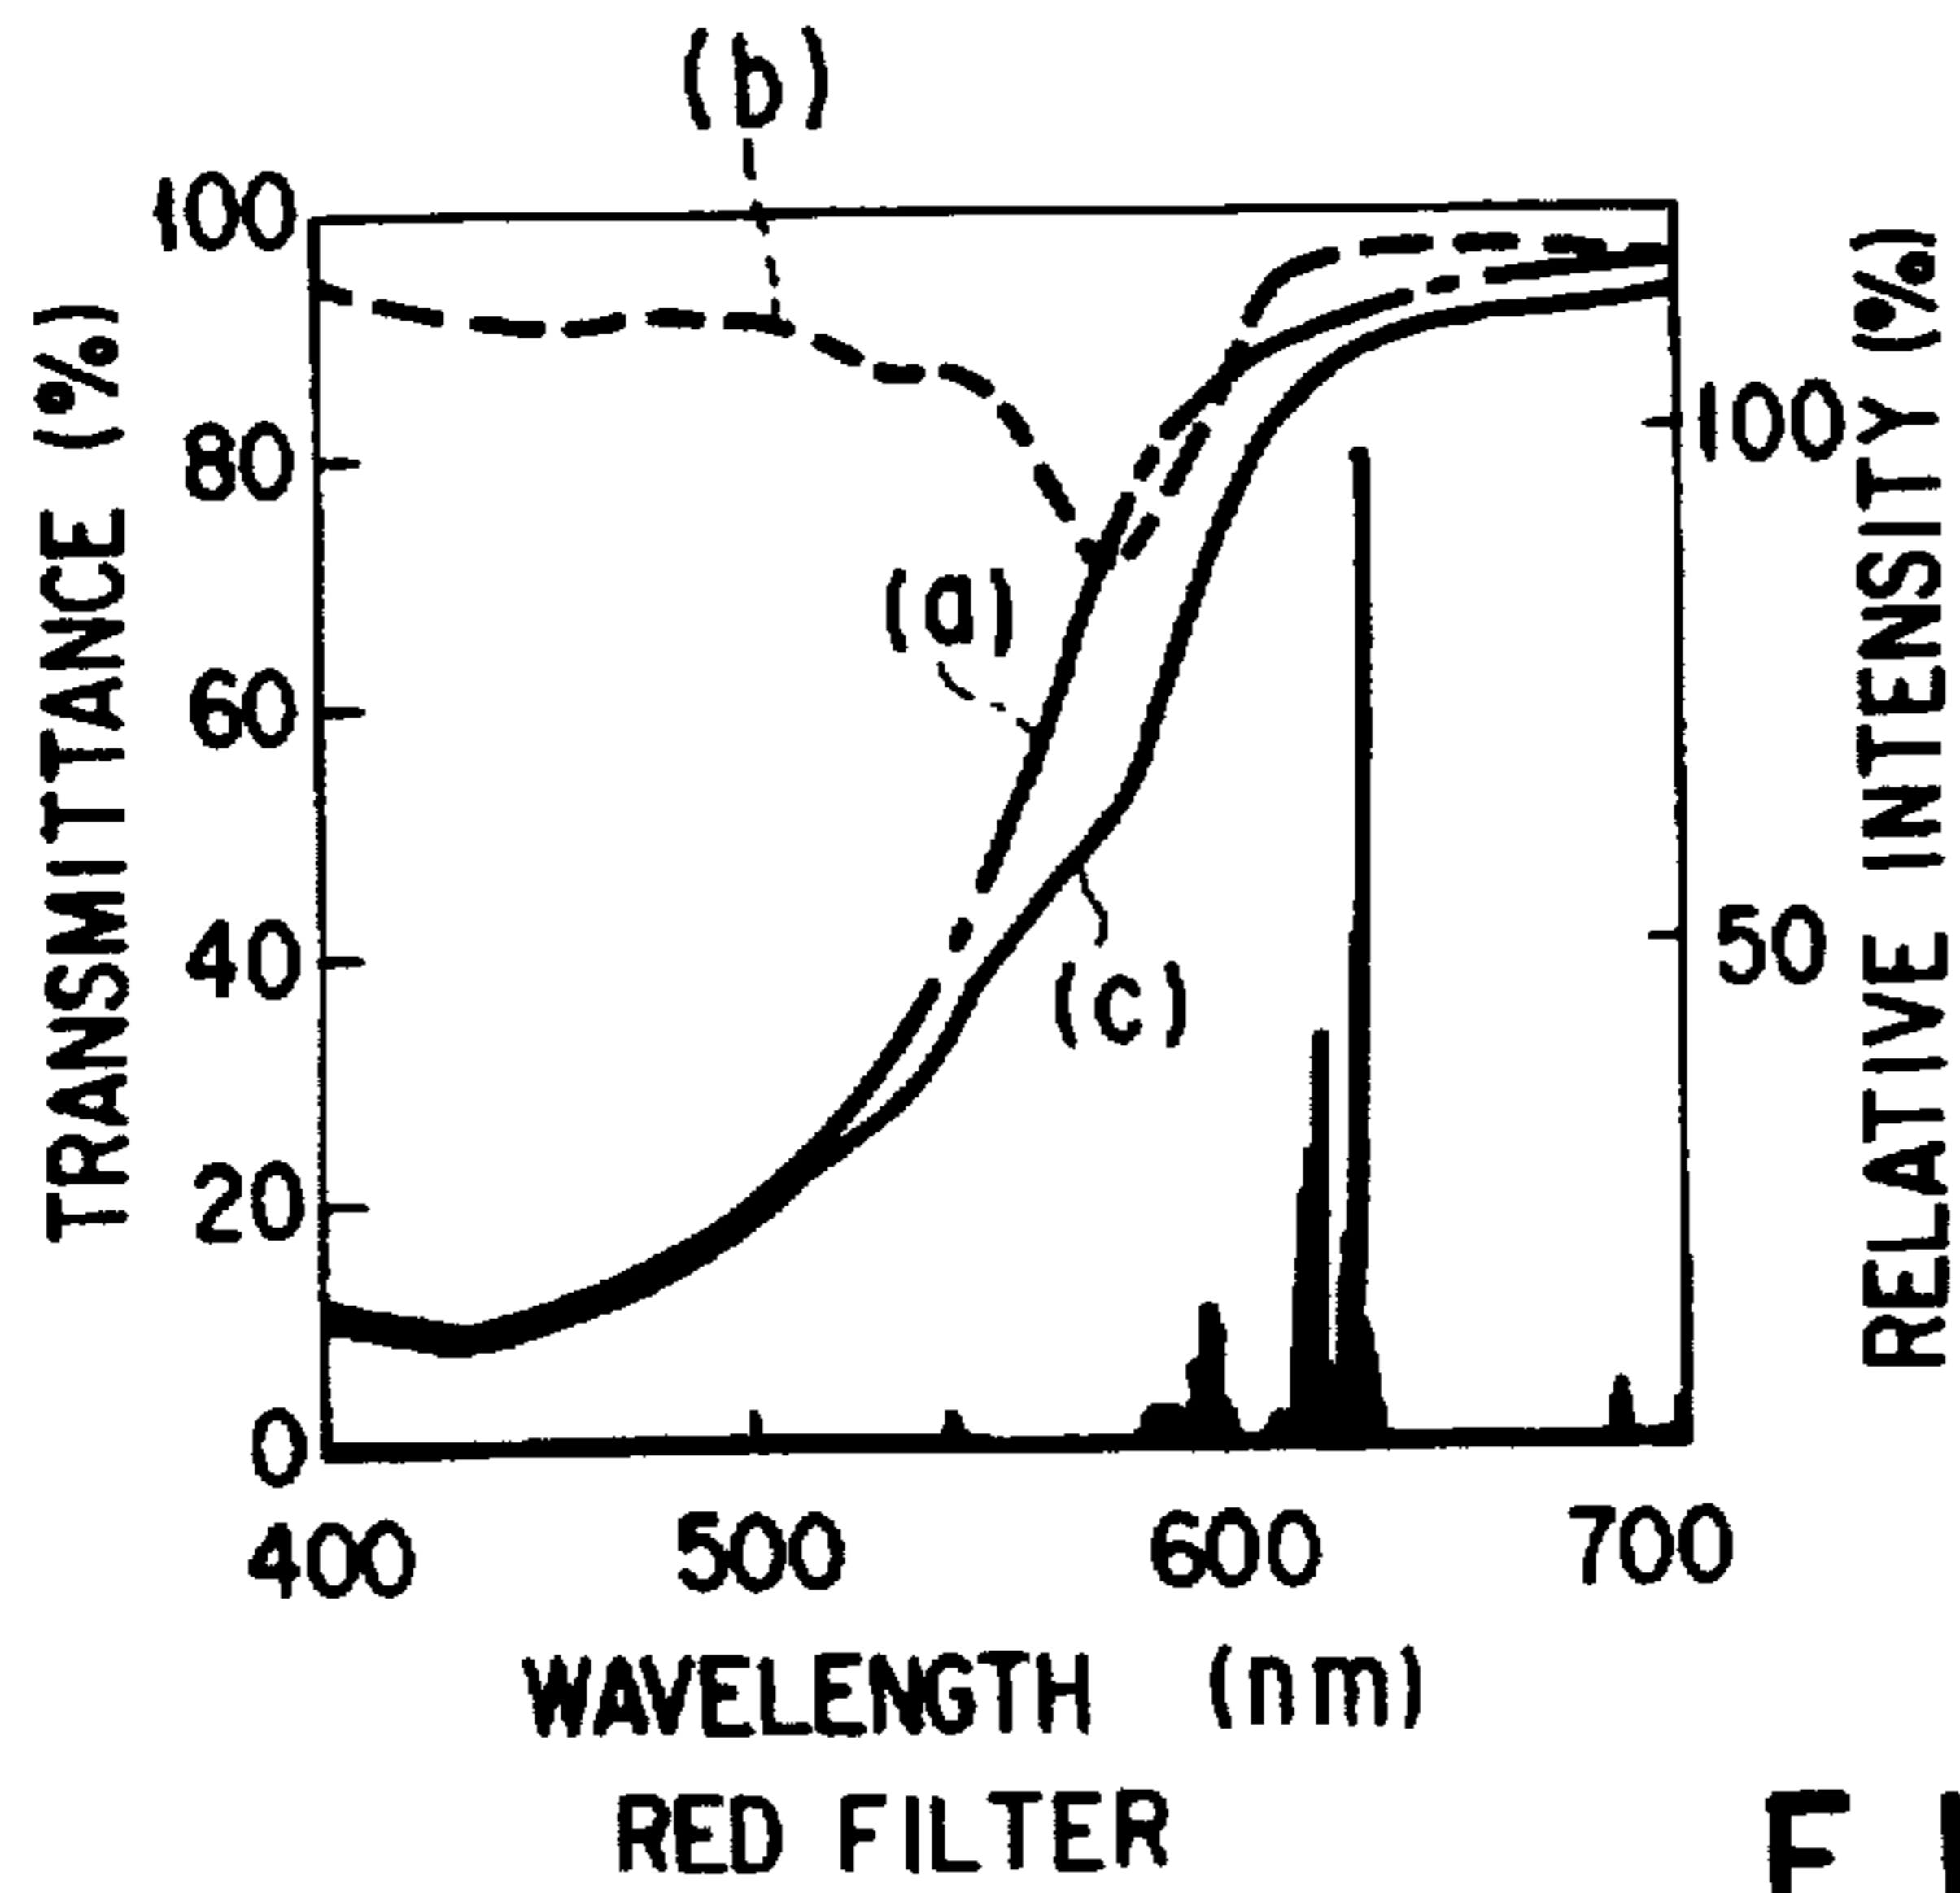 (b)
100
80
60
40
20
0
TRANSMITTANCE (%)
(a)
(c)
100
50
RELATIVE INTENSITY (%)
400 500 600 700
WAVELENGTH (nm)
RED FILTER
F